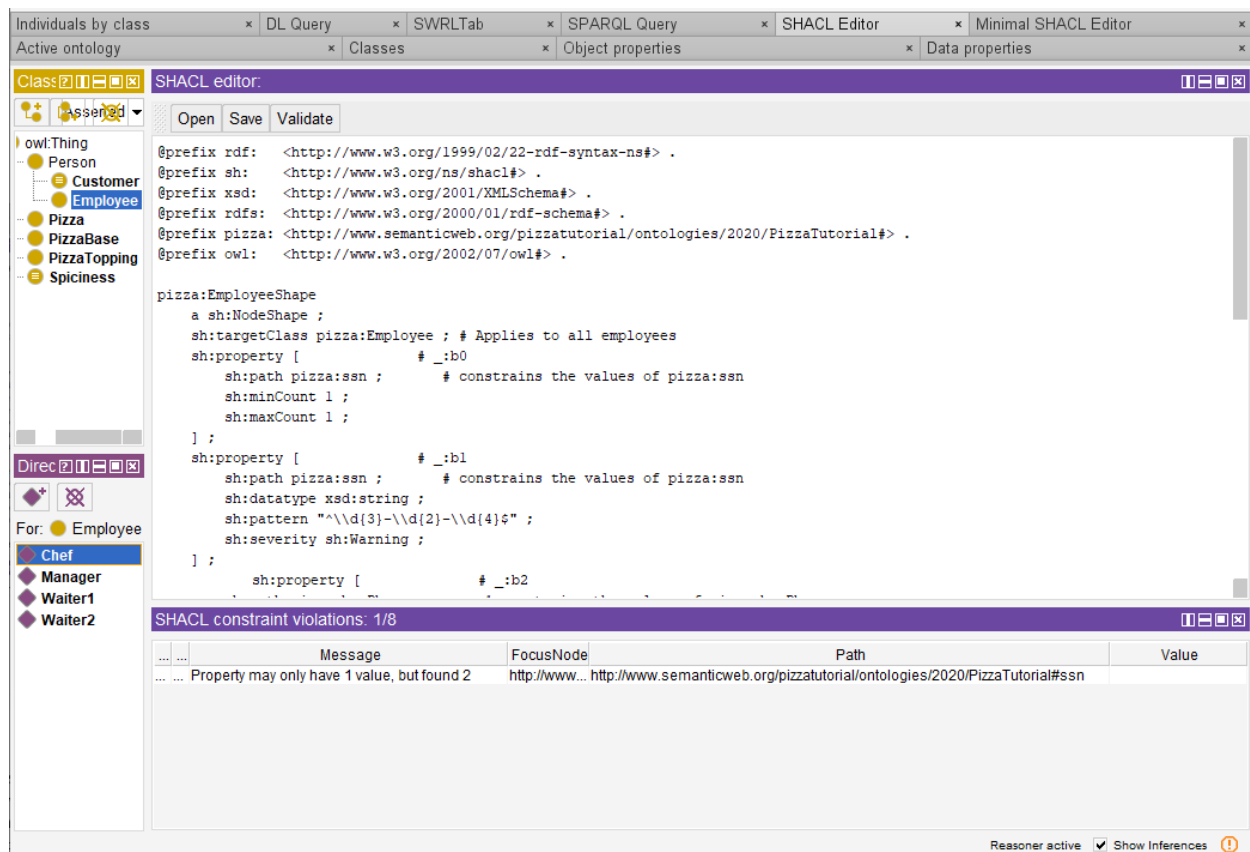 Individuals by class × DL Query × SWRLTab × SPARQL Query × SHACL Editor × Minimal SHACL Editor ×
Active ontology × Classes × Object properties × Data properties ×
Class
Asserted
owl:Thing
Person
Customer
Employee
Pizza
PizzaBase
PizzaTopping
Spiciness
Direc
For: Employee
Chef
Manager
Waiter1
Waiter2
SHACL editor:
Open Save Validate
@prefix rdf: <http://www.w3.org/1999/02/22-rdf-syntax-ns#> .
@prefix sh: <http://www.w3.org/ns/shacl#> .
@prefix xsd: <http://www.w3.org/2001/XMLSchema#> .
@prefix rdfs: <http://www.w3.org/2000/01/rdf-schema#> .
@prefix pizza: <http://www.semanticweb.org/pizzatutorial/ontologies/2020/PizzaTutorial#> .
@prefix owl: <http://www.w3.org/2002/07/owl#> .
pizza:EmployeeShape
a sh:NodeShape ;
sh:targetClass pizza:Employee ; # Applies to all employees
sh:property [ # _:b0
sh:path pizza:ssn ; # constrains the values of pizza:ssn
sh:minCount 1 ;
sh:maxCount 1 ;
] ;
sh:property [ # _:b1
sh:path pizza:ssn ; # constrains the values of pizza:ssn
sh:datatype xsd:string ;
sh:pattern "^\\d{3}-\\d{2}-\\d{4}$" ;
sh:severity sh:Warning ;
] ;
sh:property [ # _:b2
SHACL constraint violations: 1/8
... ... Message FocusNode Path Value
... ... Property may only have 1 value, but found 2 http://www... http://www.semanticweb.org/pizzatutorial/ontologies/2020/PizzaTutorial#ssn
Reasoner active Show Inferences